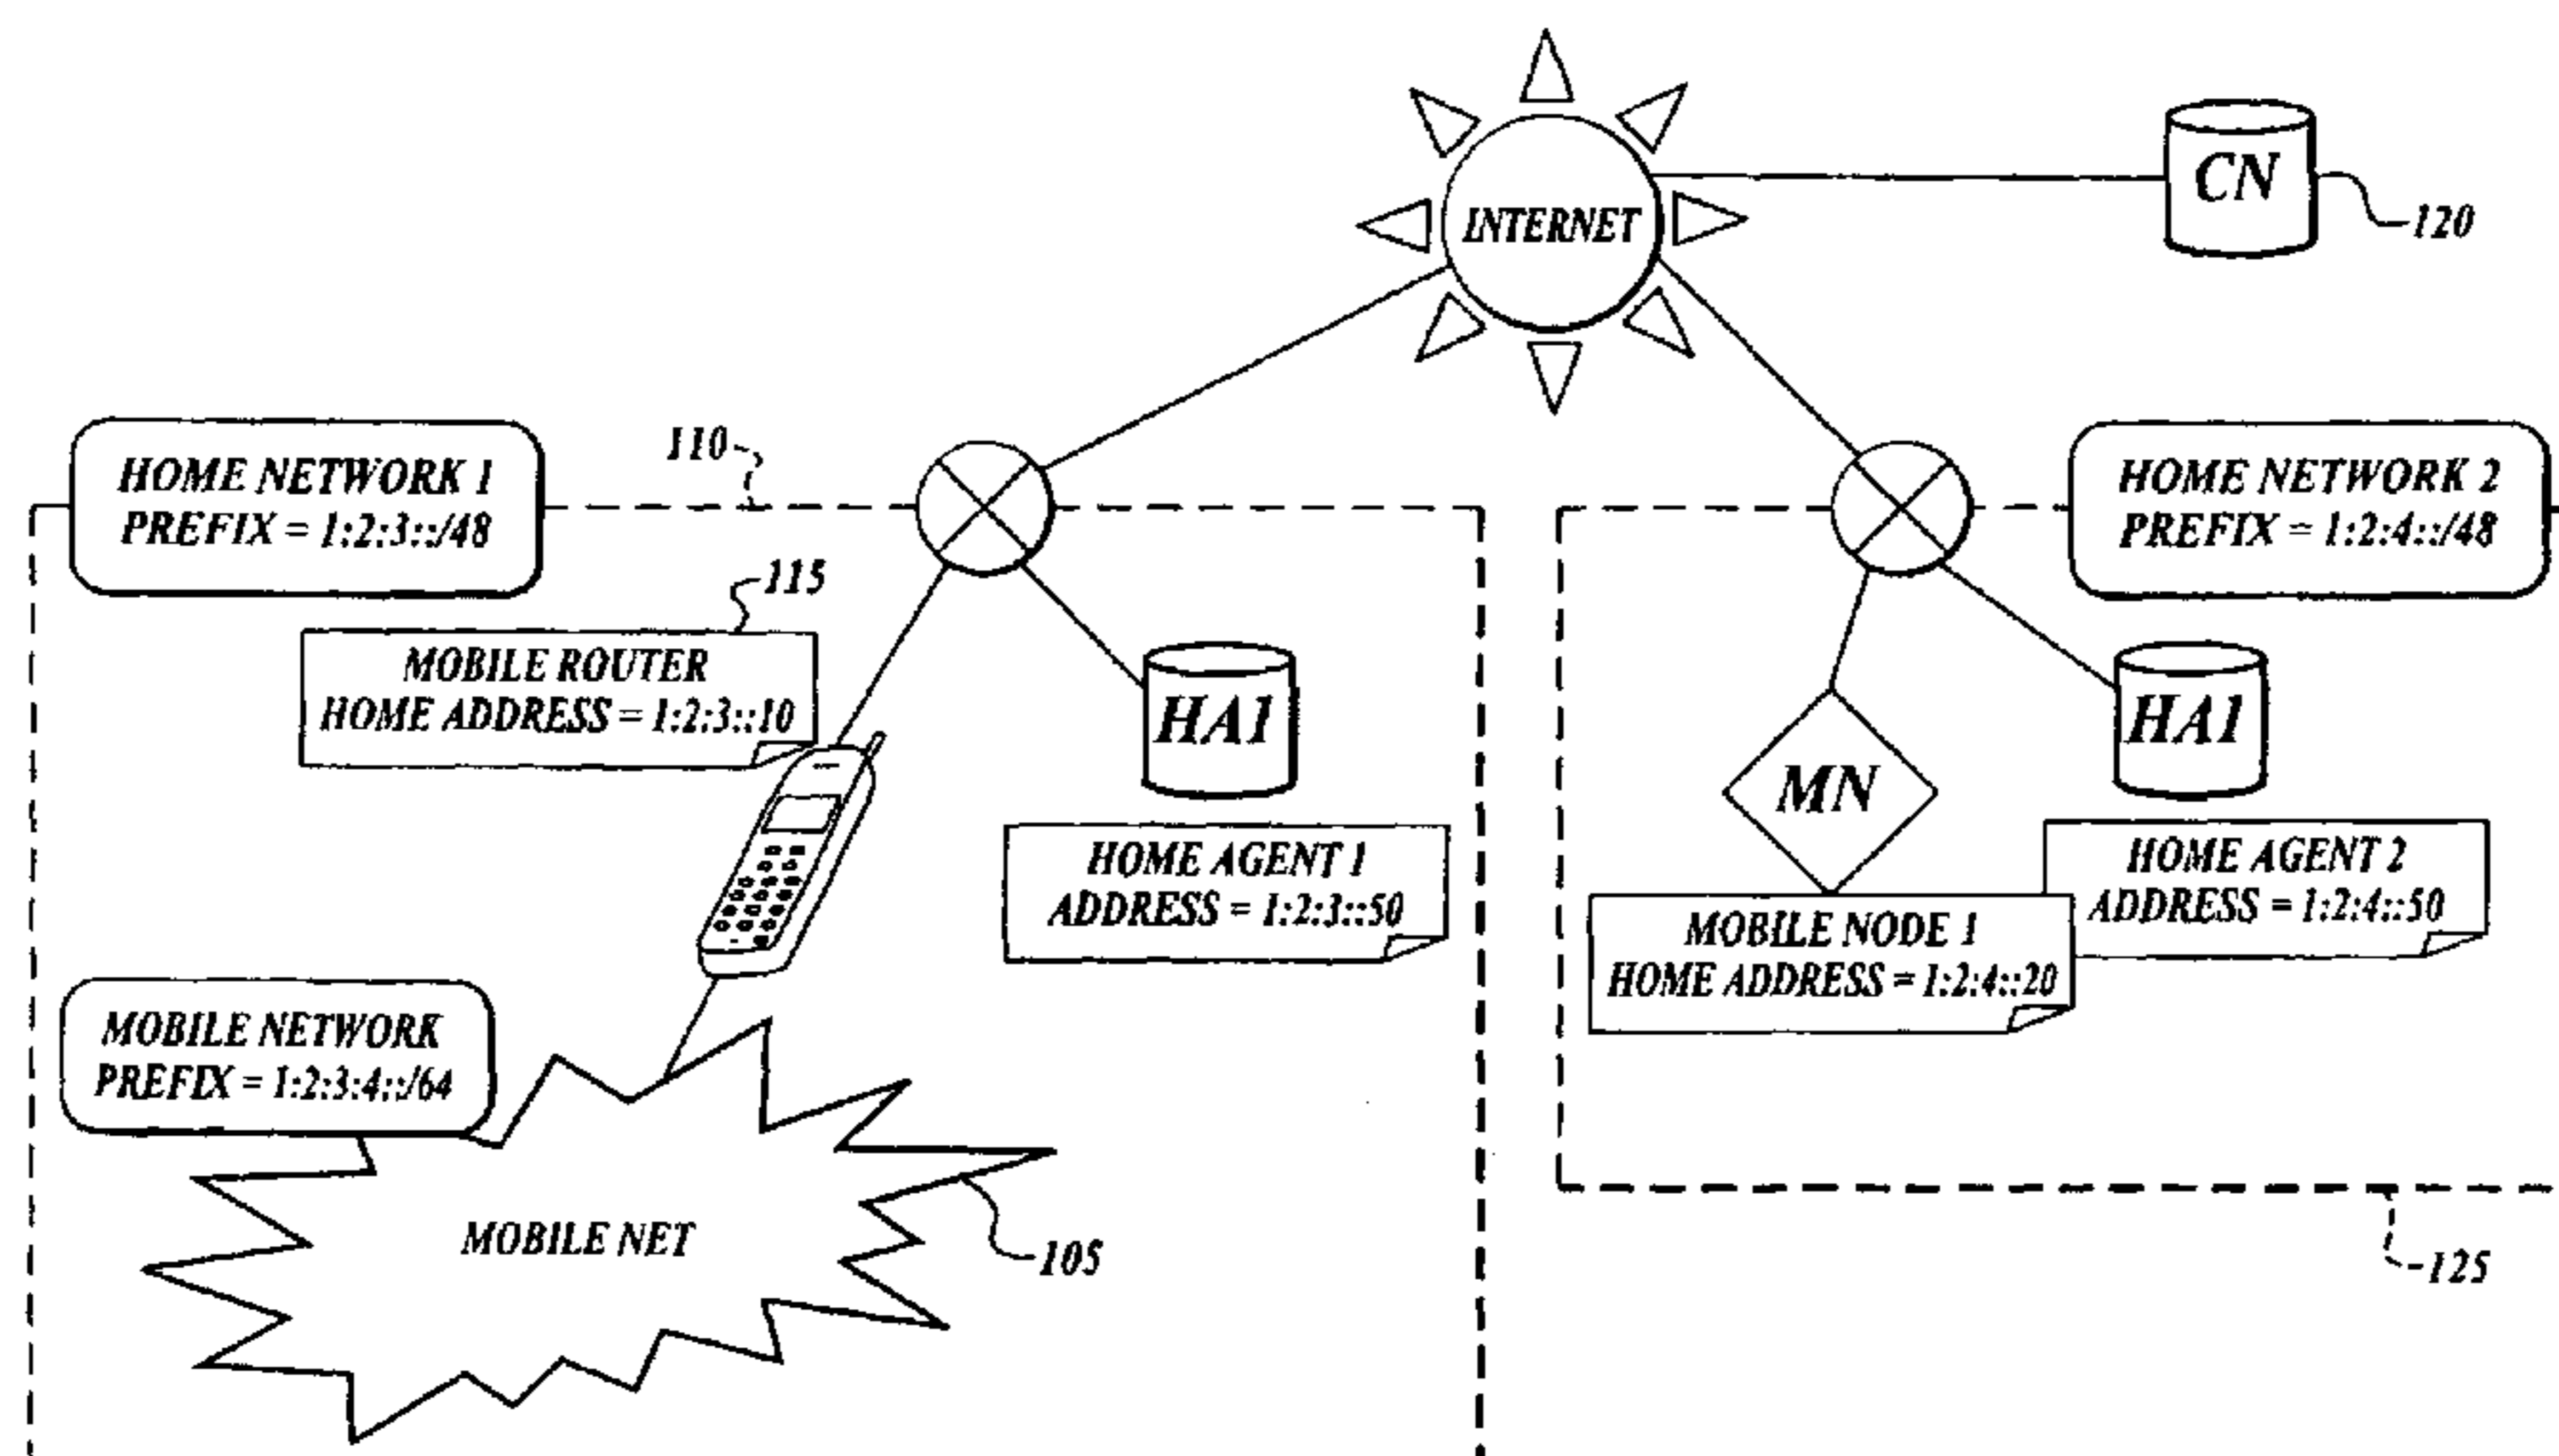 INTERNET
CN
120
HOME NETWORK 1
PREFIX = 1:2:3::/48
110
HOME NETWORK 2
PREFIX = 1:2:4::/48
115
MOBILE ROUTER
HOME ADDRESS = 1:2:3::10
HA1
HOME AGENT 1
ADDRESS = 1:2:3::50
MN
HA1
HOME AGENT 2
ADDRESS = 1:2:4::50
MOBILE NODE 1
HOME ADDRESS = 1:2:4::20
MOBILE NETWORK
PREFIX = 1:2:3:4::/64
MOBILE NET
105
125